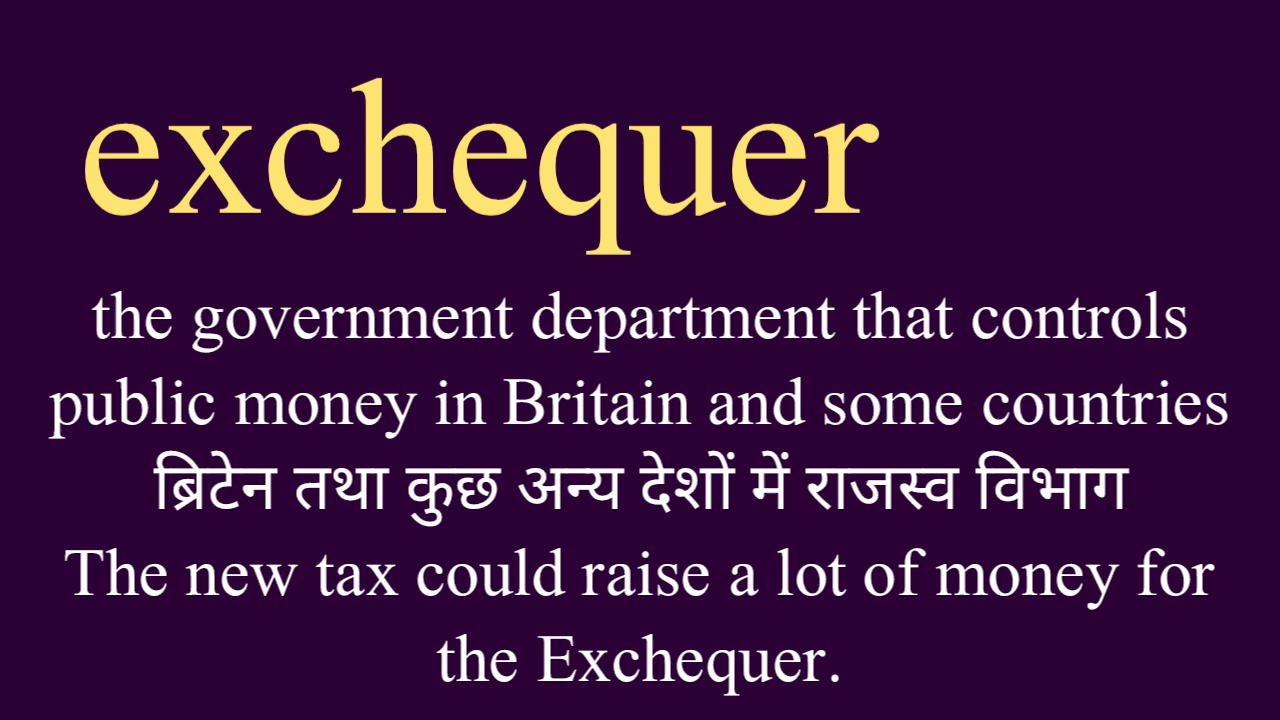 exchequer
the government department that controls
public money in Britain and some countries
ब्रिटेन तथा कुछ अन्य देशों में राजस्व विभाग
The new tax could raise a lot of money for
the Exchequer.